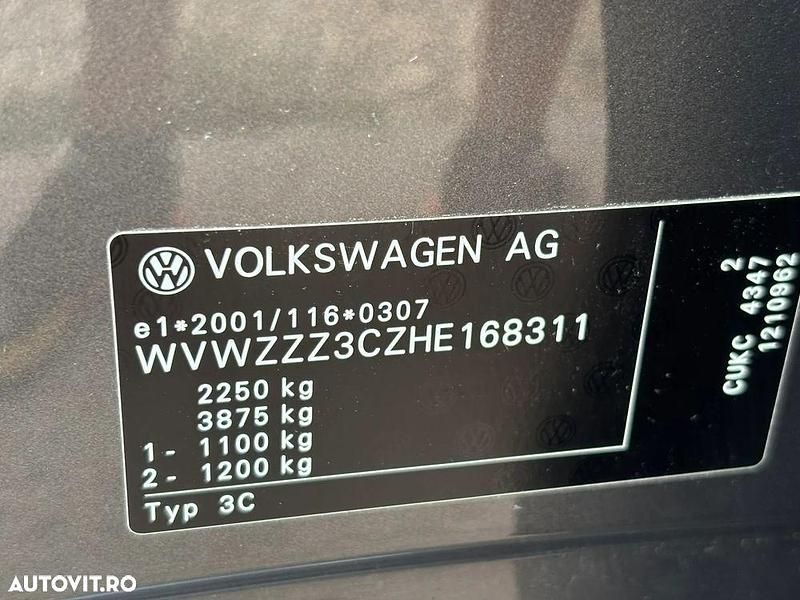 VOLKSWAGEN AG
e1*2001/116*0307
WVWZZZ3CZHE168311
2250 kg
3875 kg
1- 1100 kg
2- 1200 kg
Typ 3C
2
CUKC 4347
1210962
AUTOVIT.RO